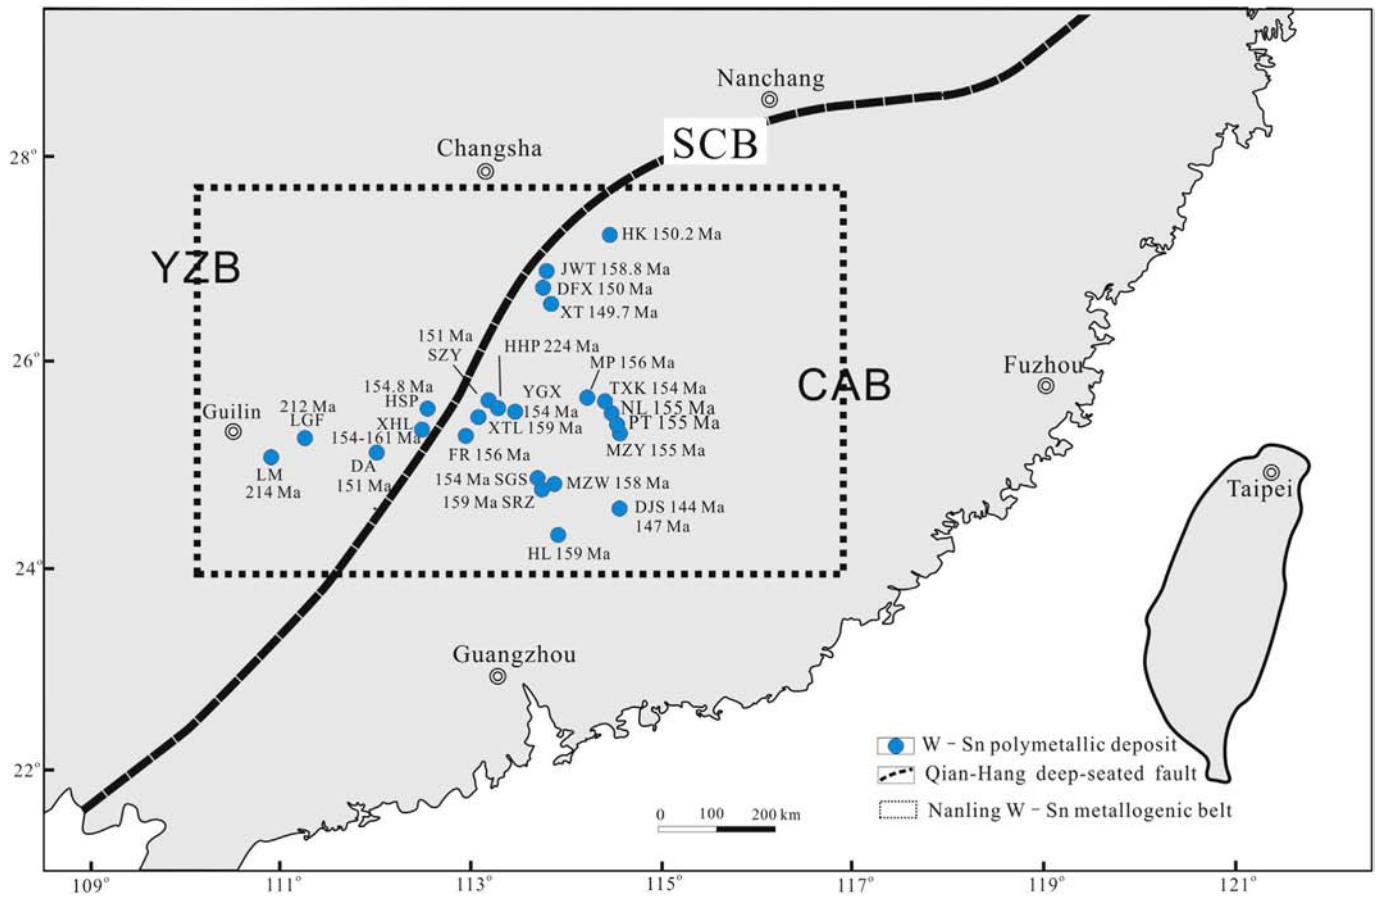 Nanchang
SCB
Changsha
28°
HK 150.2 Ma
YZB
JWT 158.8 Ma
DFX 150 Ma
XT 149.7 Ma
151 Ma
SZY
HHP 224 Ma
26°
MP 156 Ma
Fuzhou
CAB
154.8 Ma
HSP
YGX
154 Ma
TXK 154 Ma
Guilin
212 Ma
LGF
NL 155 Ma
XHL
154-161 Ma
XTL 159 Ma
PT 155 Ma
FR 156 Ma
MZY 155 Ma
LM
214 Ma
DA
151 Ma
154 Ma SGS
MZW 158 Ma
159 Ma SRZ
Taipei
DJS 144 Ma
147 Ma
HL 159 Ma
24°
Guangzhou
22°
W - Sn polymetallic deposit
Qian-Hang deep-seated fault
Nanling W - Sn metallogenic belt
0 100 200 km
109° 111° 113° 115° 117° 119° 121°